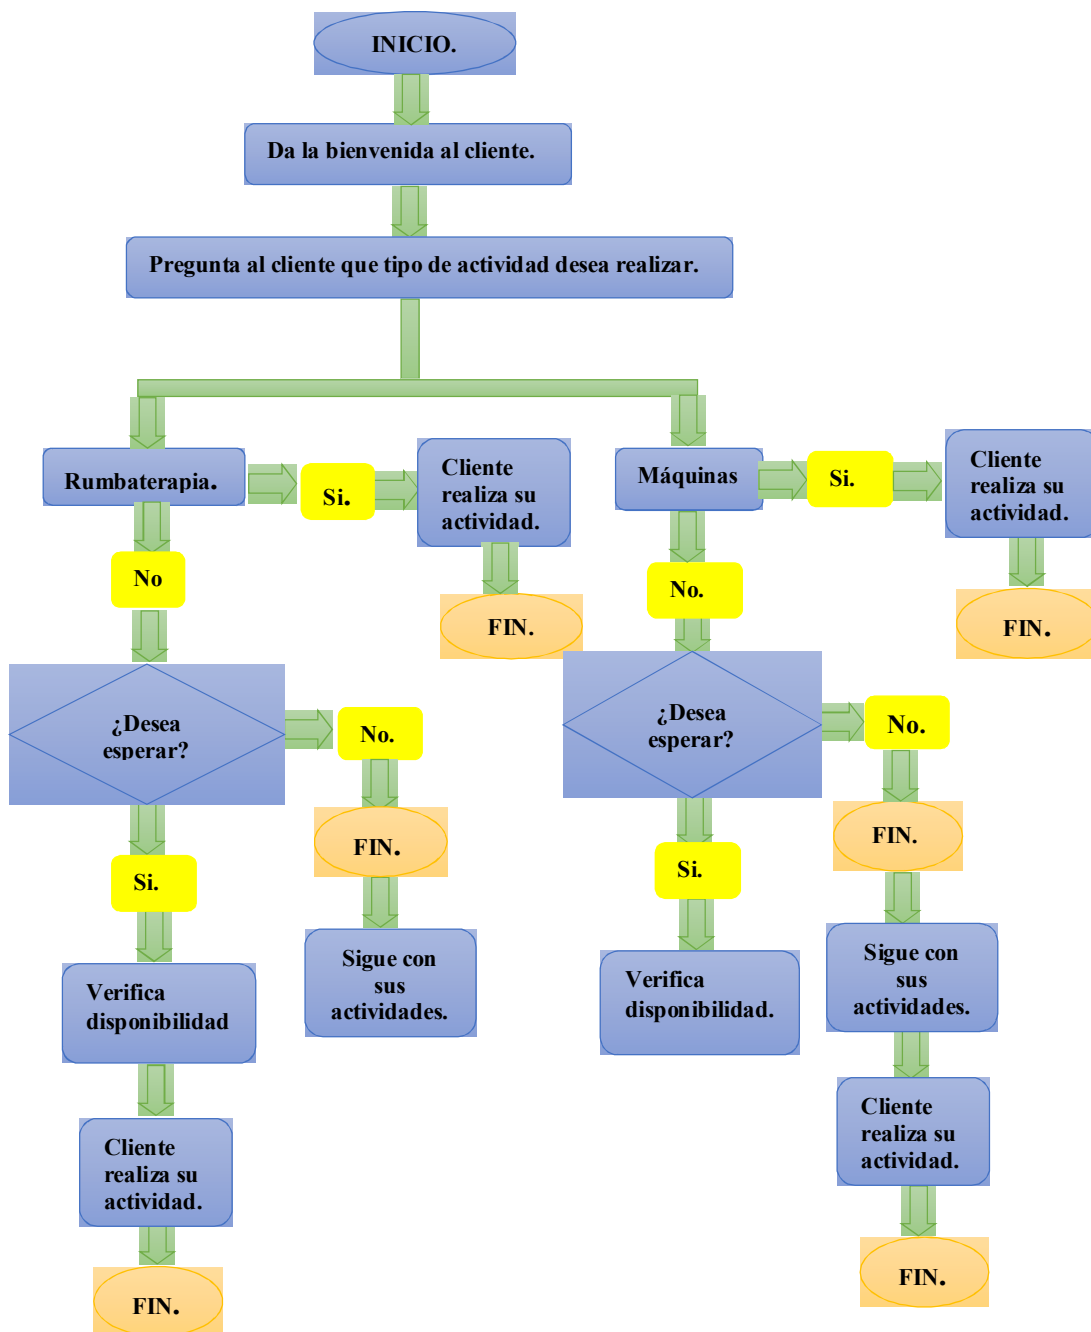 INICIO.
Da la bienvenida al cliente.
Pregunta al cliente que tipo de actividad desea realizar.
Rumbaterapia.
Si.
Cliente
realiza su
actividad.
FIN.
No
¿Desea
esperar?
No.
FIN.
Sigue con
sus
actividades.
Si.
Verifica
disponibilidad
Cliente
realiza su
actividad.
FIN.
Máquinas
Si.
Cliente
realiza su
actividad.
FIN.
No.
¿Desea
esperar?
No.
FIN.
Sigue con
sus
actividades.
Cliente
realiza su
actividad.
FIN.
Si.
Verifica
disponibilidad.